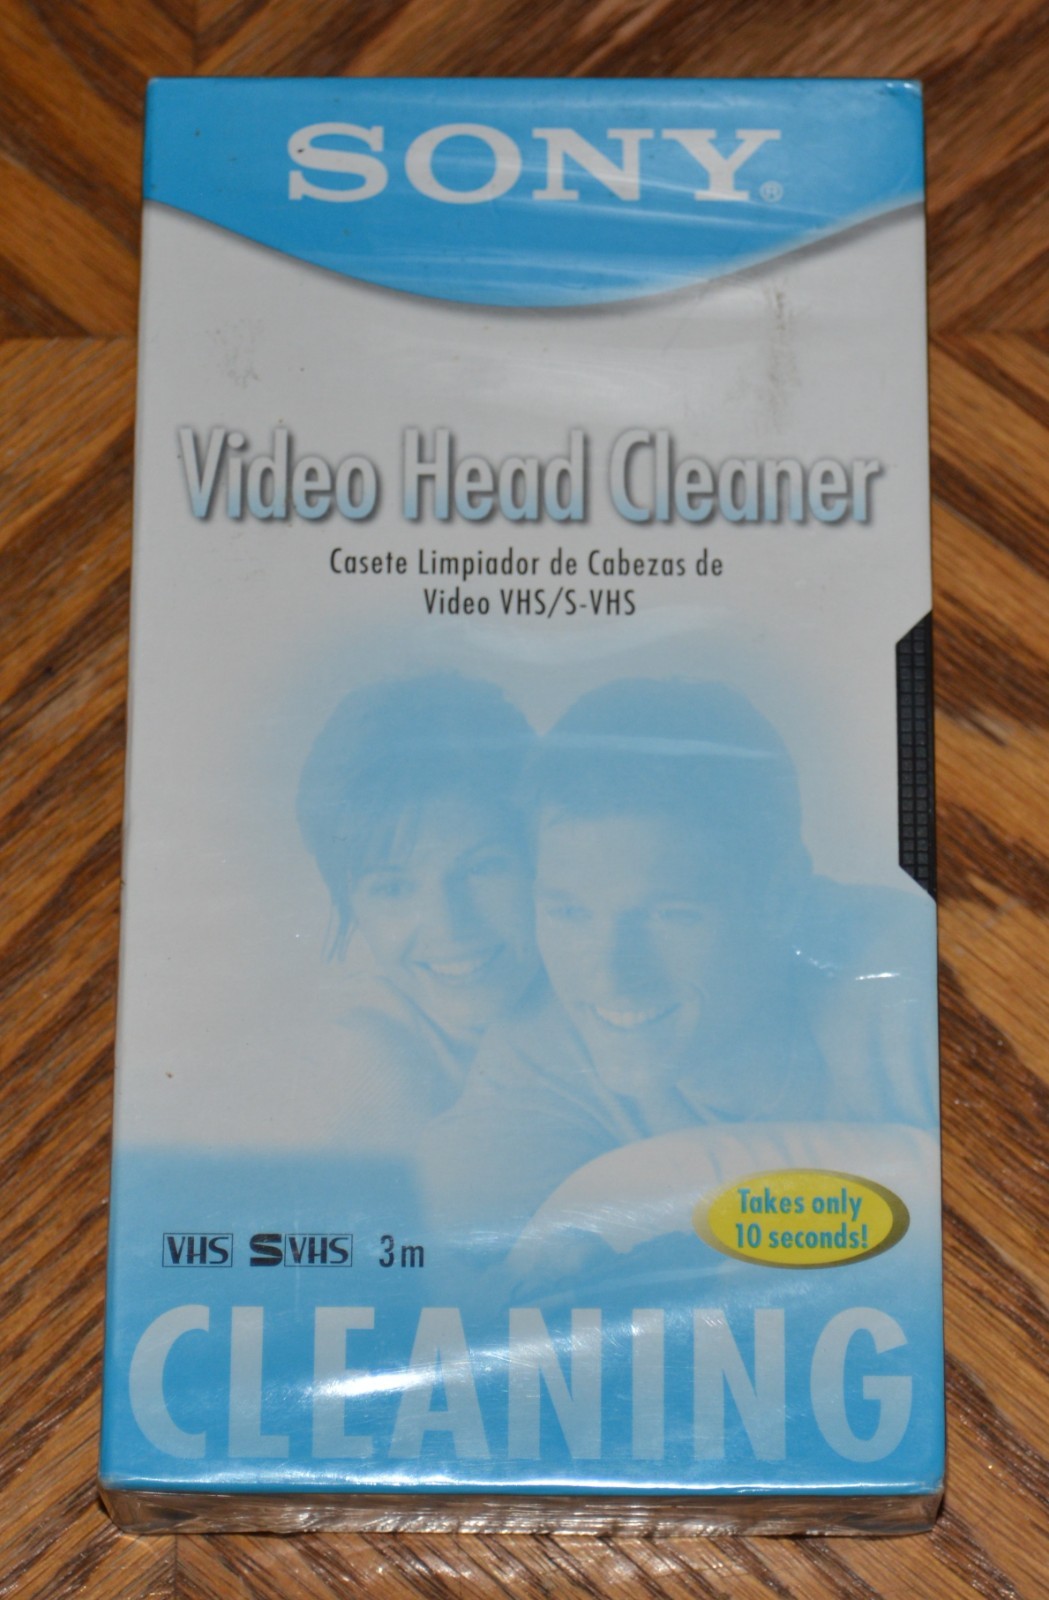 SONY®
Video Head Cleaner
Casete Limpiador de Cabezas de
Video VHS/S-VHS
Takes only
10 seconds!
VHS S VHS 3m
CLEANING